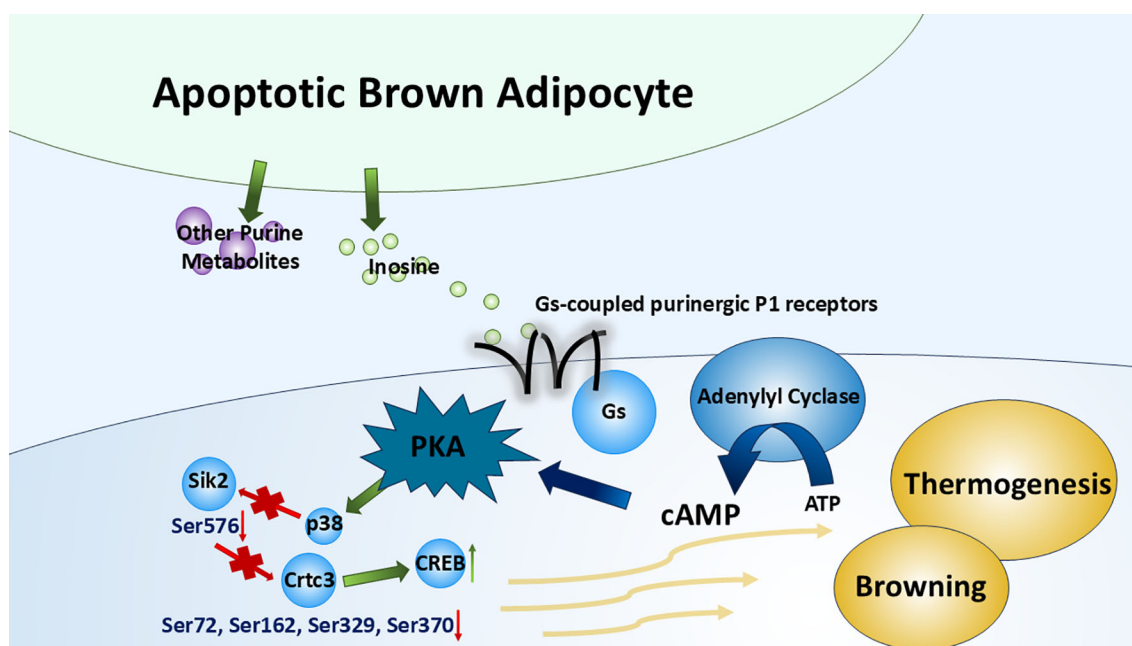 Apoptotic Brown Adipocyte
Other Purine
Metabolites
Inosine
Gs-coupled purinergic P1 receptors
Gs
Adenylyl Cyclase
PKA
Sik2
Ser576
p38
cAMP
ATP
Thermogenesis
Crtc3
CREB
Browning
Ser72, Ser162, Ser329, Ser370